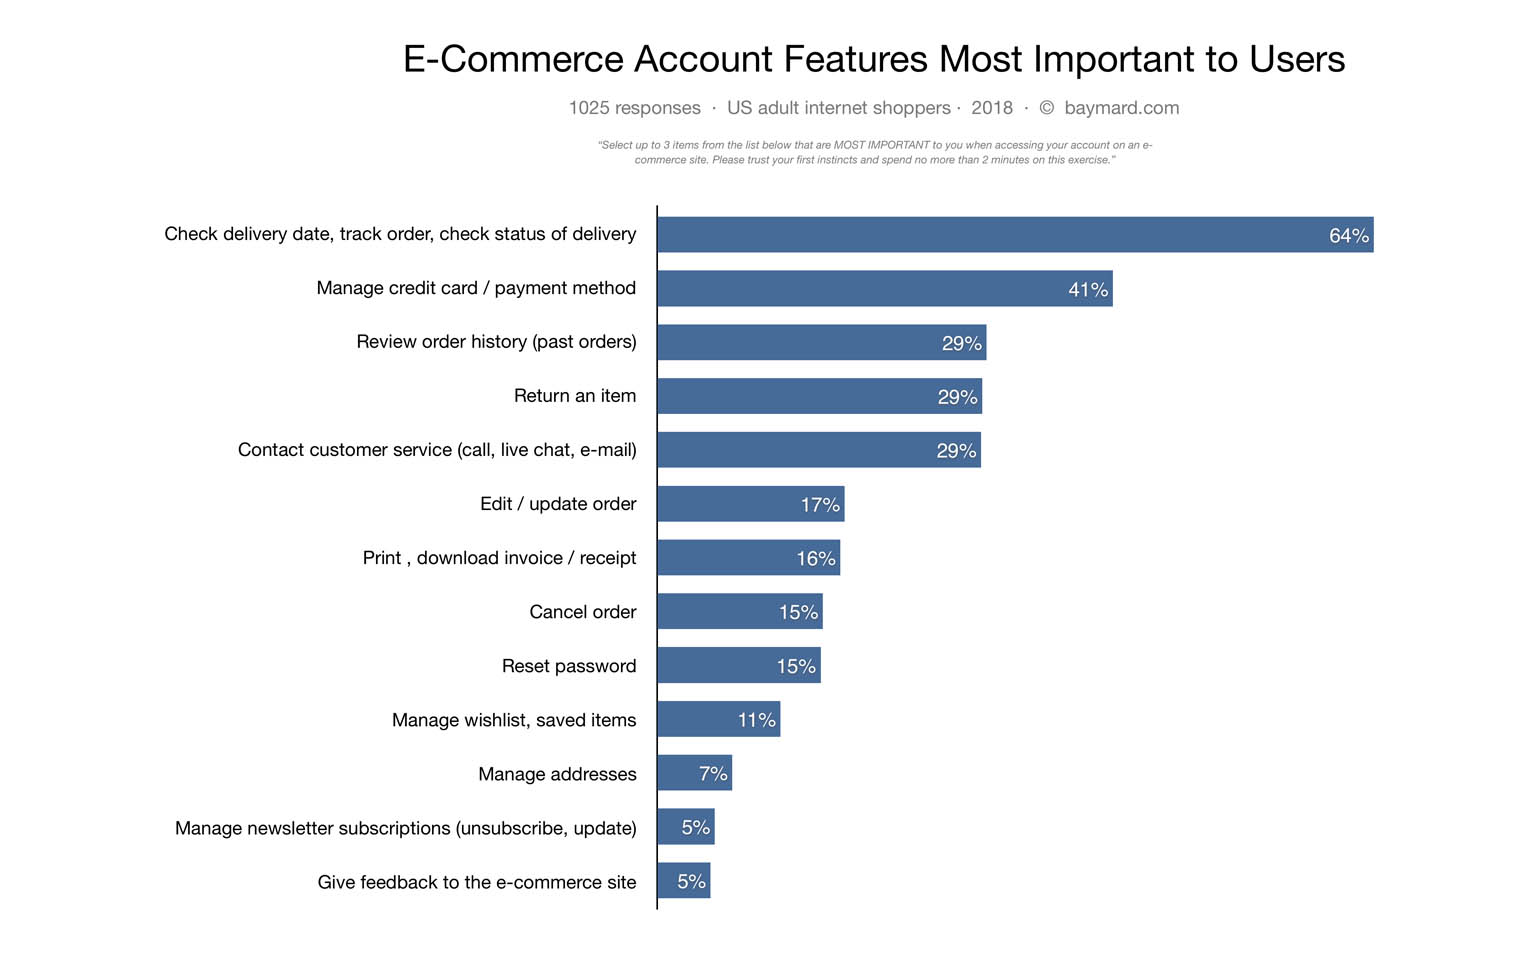 E-Commerce Account Features Most Important to Users
1025 responses · US adult internet shoppers · 2018 · © baymard.com
“Select up to 3 items from the list below that are MOST IMPORTANT to you when accessing your account on an e-
commerce site. Please trust your first instincts and spend no more than 2 minutes on this exercise.”
Check delivery date, track order, check status of delivery 64%
Manage credit card / payment method 41%
Review order history (past orders) 29%
Return an item 29%
Contact customer service (call, live chat, e-mail) 29%
Edit / update order 17%
Print , download invoice / receipt 16%
Cancel order 15%
Reset password 15%
Manage wishlist, saved items 11%
Manage addresses 7%
Manage newsletter subscriptions (unsubscribe, update) 5%
Give feedback to the e-commerce site 5%